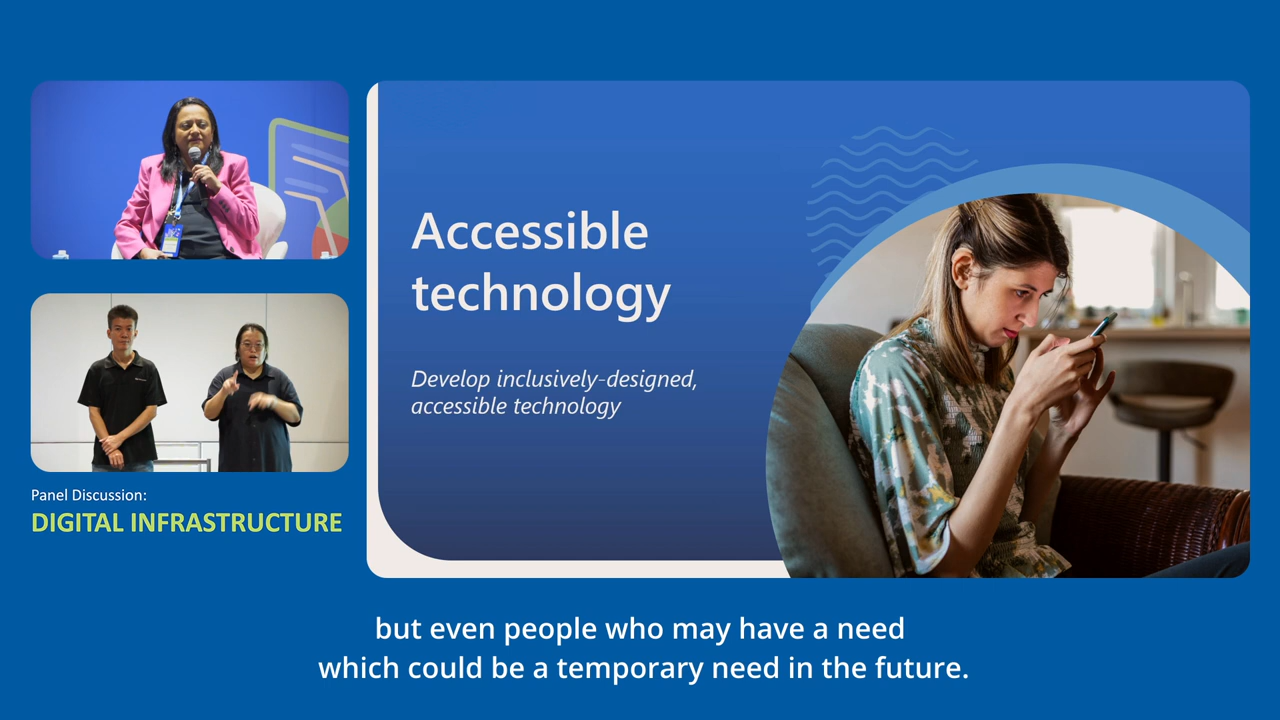 Accessible
technology
Develop inclusively-designed,
accessible technology
Panel Discussion:
DIGITAL INFRASTRUCTURE
but even people who may have a need
which could be a temporary need in the future.